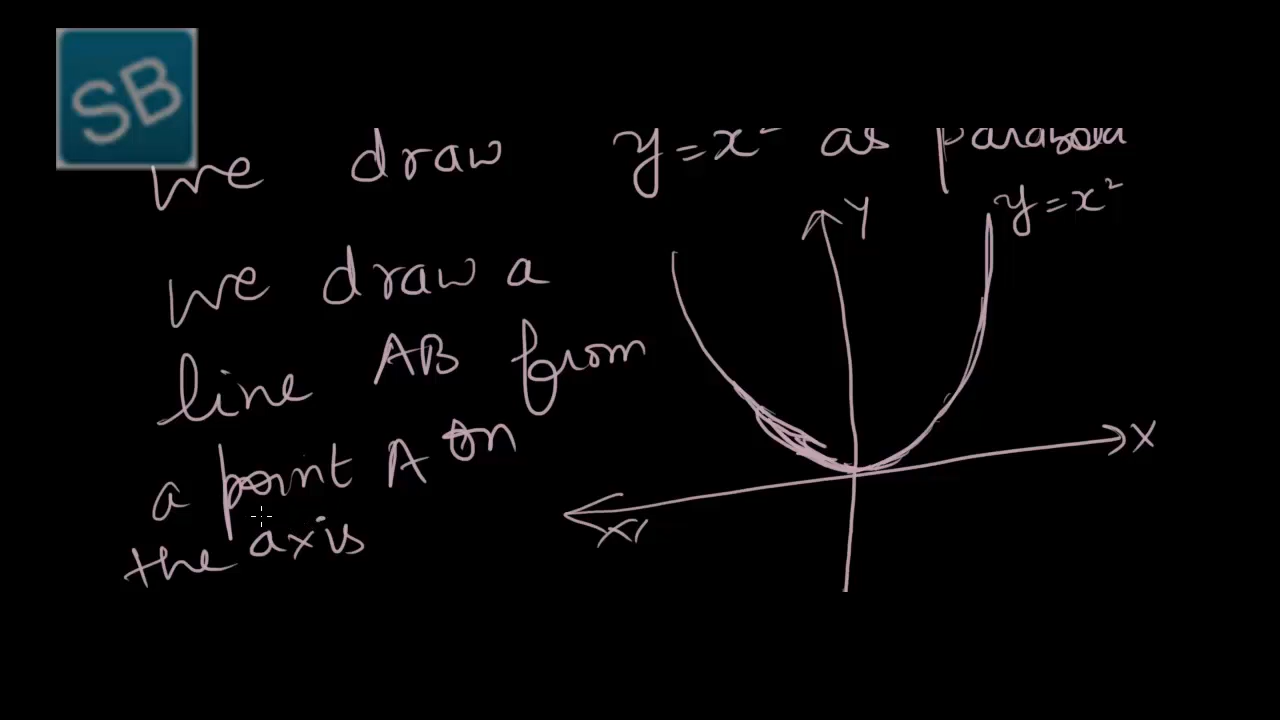 SB
we draw y=x² as parabola
Y
y=x²
we draw a
line AB from
a point A on
the axis
X
X'